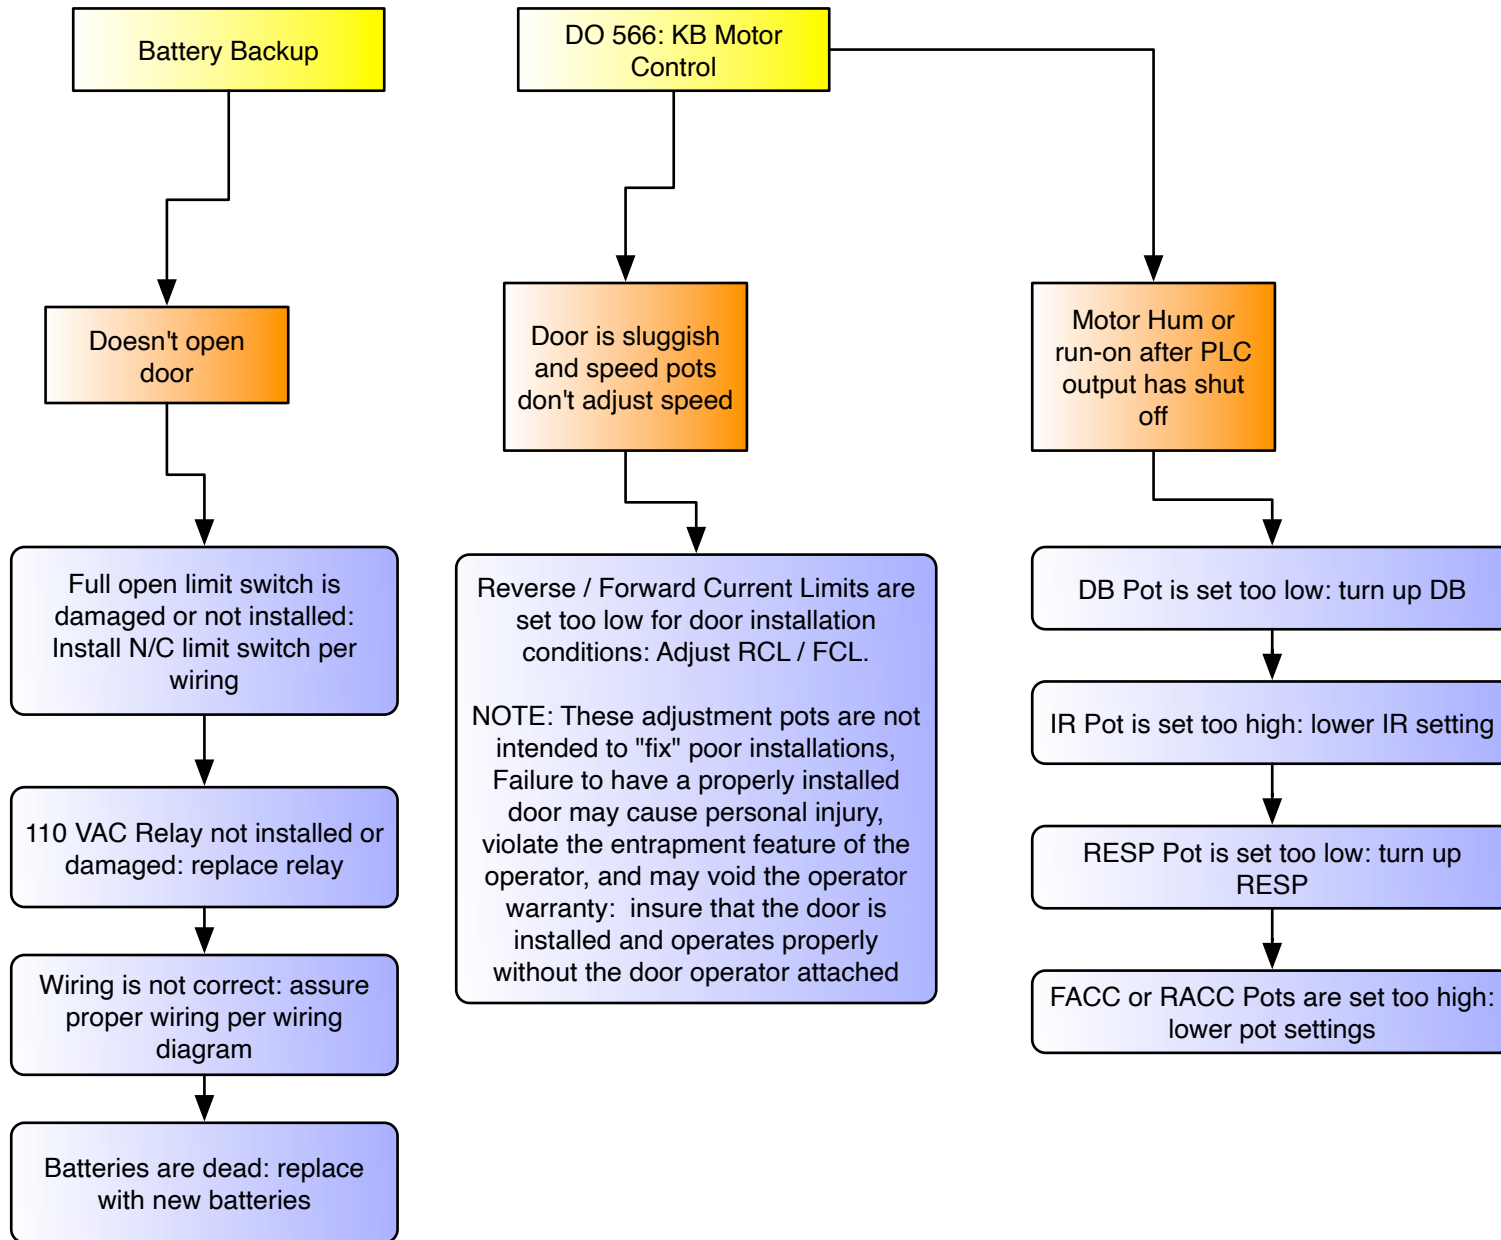 Battery Backup
DO 566: KB Motor
Control
Doesn't open
door
Door is sluggish
and speed pots
don't adjust speed
Motor Hum or
run-on after PLC
output has shut
off
Full open limit switch is
damaged or not installed:
Install N/C limit switch per
wiring
110 VAC Relay not installed or
damaged: replace relay
Wiring is not correct: assure
proper wiring per wiring
diagram
Batteries are dead: replace
with new batteries
Reverse / Forward Current Limits are
set too low for door installation
conditions: Adjust RCL / FCL.
NOTE: These adjustment pots are not
intended to "fix" poor installations,
Failure to have a properly installed
door may cause personal injury,
violate the entrapment feature of the
operator, and may void the operator
warranty:  insure that the door is
installed and operates properly
without the door operator attached
DB Pot is set too low: turn up DB
IR Pot is set too high: lower IR setting
RESP Pot is set too low: turn up
RESP
FACC or RACC Pots are set too high:
lower pot settings